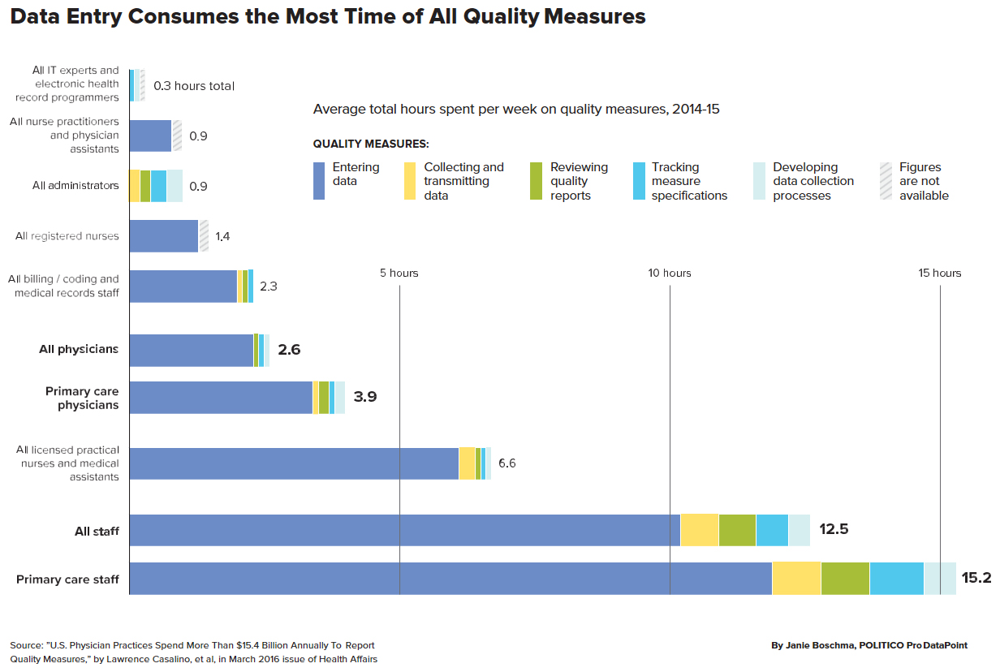 Data Entry Consumes the Most Time of All Quality Measures
All IT experts and
electronic health
record programmers
0.3 hours total
Average total hours spent per week on quality measures, 2014-15
All nurse practitioners
and physician
assistants
0.9
QUALITY MEASURES:
Entering
data
Collecting and
transmitting
data
Reviewing
quality
reports
Tracking
measure
specifications
Developing
data collection
processes
Figures
are not
available
All administrators
0.9
All registered nurses
1.4
5 hours
10 hours
15 hours
All billing / coding and
medical records staff
2.3
All physicians
2.6
Primary care
physicians
3.9
All licensed practical
nurses and medical
assistants
6.6
All staff
12.5
Primary care staff
15.2
Source: "U.S. Physician Practices Spend More Than $15.4 Billion Annually To Report
Quality Measures," by Lawrence Casalino, et al, in March 2016 issue of Health Affairs
By Janie Boschma, POLITICO Pro DataPoint